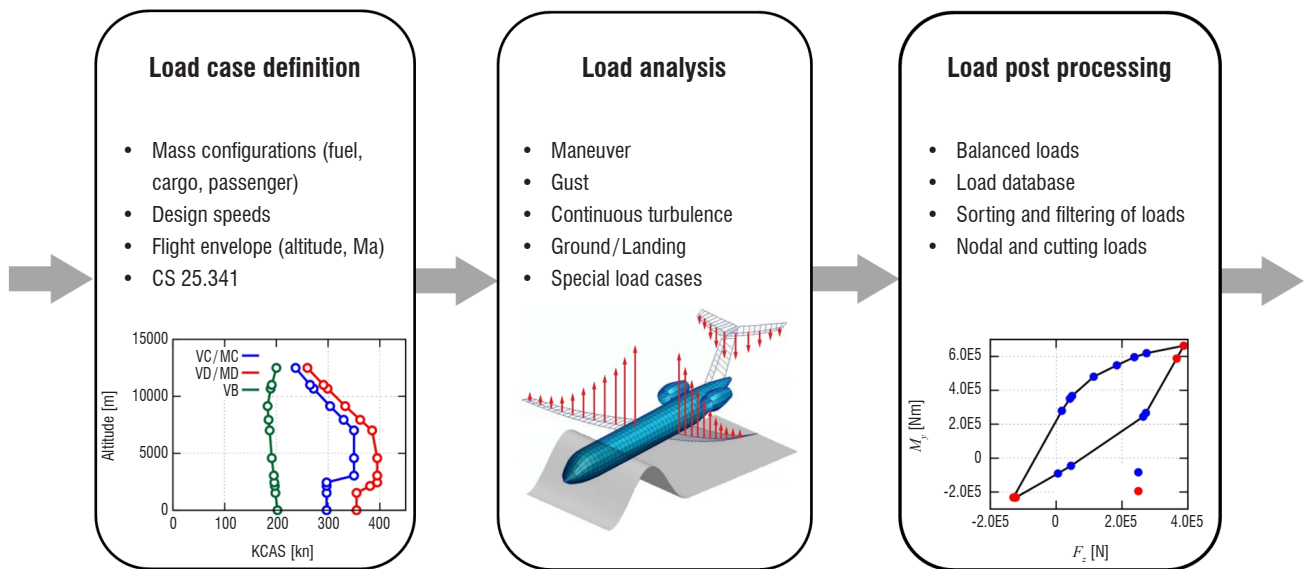 Load case definition
• Mass configurations (fuel,
cargo, passenger)
• Design speeds
• Flight envelope (altitude, Ma)
• CS 25.341
15000
10000
5000
0
Altitude [m]
VC/MC
VD/MD
VB
0 100 200 300 400
KCAS [kn]
Load analysis
• Maneuver
• Gust
• Continuous turbulence
• Ground/Landing
• Special load cases
Load post processing
• Balanced loads
• Load database
• Sorting and filtering of loads
• Nodal and cutting loads
6.0E5
4.0E5
2.0E5
0
-2.0E5
My [Nm]
-2.0E5 0 2.0E5 4.0E5
Fz [N]